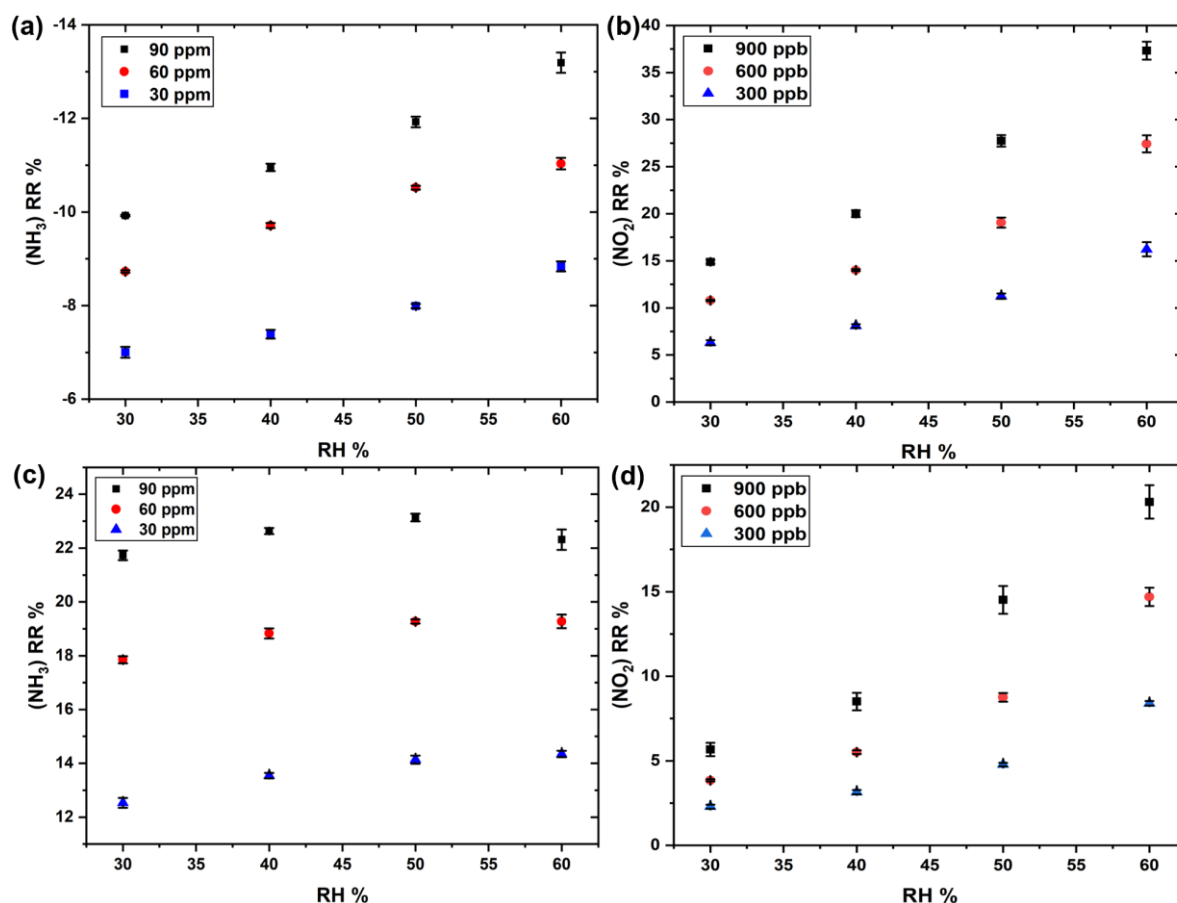 (a)
90 ppm
60 ppm
30 ppm
(NH3) RR %
-14
-12
-10
-8
-6
30 35 40 45 50 55 60
RH %
(b)
900 ppb
600 ppb
300 ppb
(NO2) RR %
40
35
30
25
20
15
10
5
0
30 35 40 45 50 55 60
RH %
(c)
90 ppm
60 ppm
30 ppm
(NH3) RR %
24
22
20
18
16
14
12
30 35 40 45 50 55 60
RH %
(d)
900 ppb
600 ppb
300 ppb
(NO2) RR %
20
15
10
5
0
30 35 40 45 50 55 60
RH %